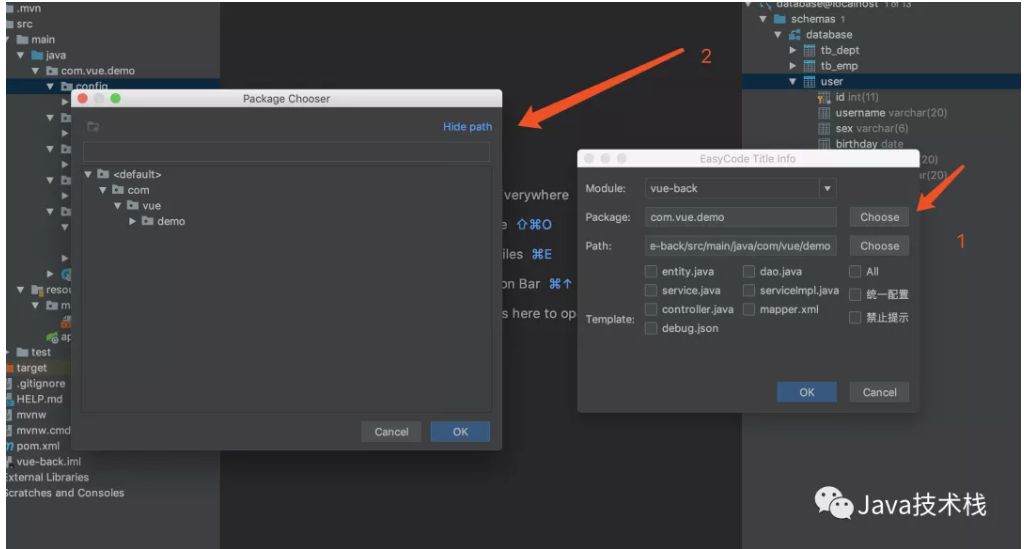 .mvn
src
main
java
com.vue.demo
config
resou
test
target
.gitignore
HELP.md
mvnw
mvnw.cmd
pom.xml
vue-back.iml
External Libraries
Scratches and Consoles
Package Chooser
Hide path
<default>
com
vue
demo
Cancel
OK
2
verywhere
⇧⌘O
iles ⌘E
on Bar ⌘↑
s here to op
database@localhost 1 of 13
schemas 1
database
tb_dept
tb_emp
user
id int(11)
username varchar(20)
sex varchar(6)
birthday date
20)
ar(20)
EasyCode Title Info
Module: vue-back
Package: com.vue.demo Choose
Path: e-back/src/main/java/com/vue/demo Choose
1
entity.java dao.java All
service.java serviceImpl.java 统一配置
controller.java mapper.xml 禁止提示
Template:
debug.json
OK Cancel
Java技术栈